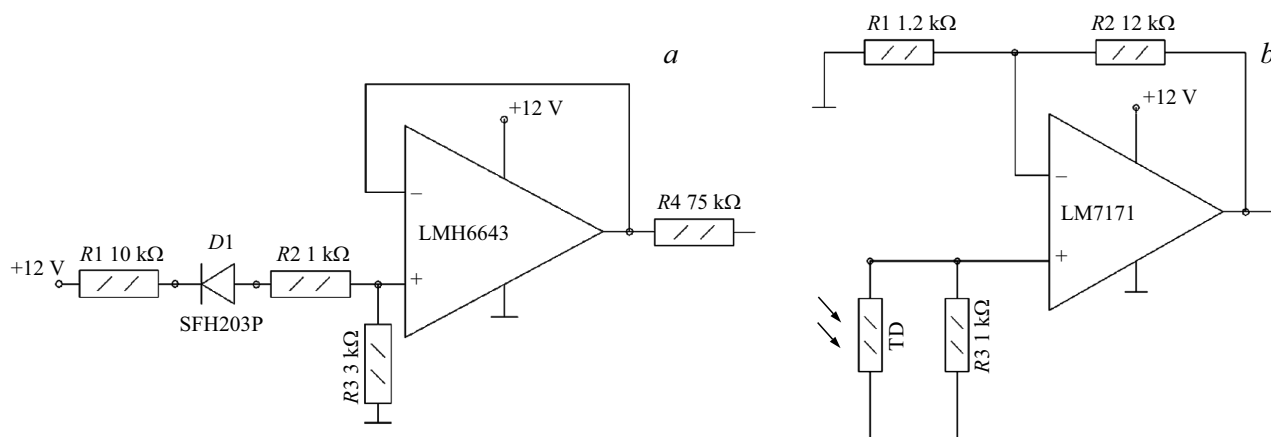 a
+12 V
LMH6643
R4 75 kΩ
+12 V
R1 10 kΩ
D1
R2 1 kΩ
SFH203P
R3 3 kΩ
−
+
b
R1 1.2 kΩ
R2 12 kΩ
+12 V
LM7171
−
+
TD
R3 1 kΩ